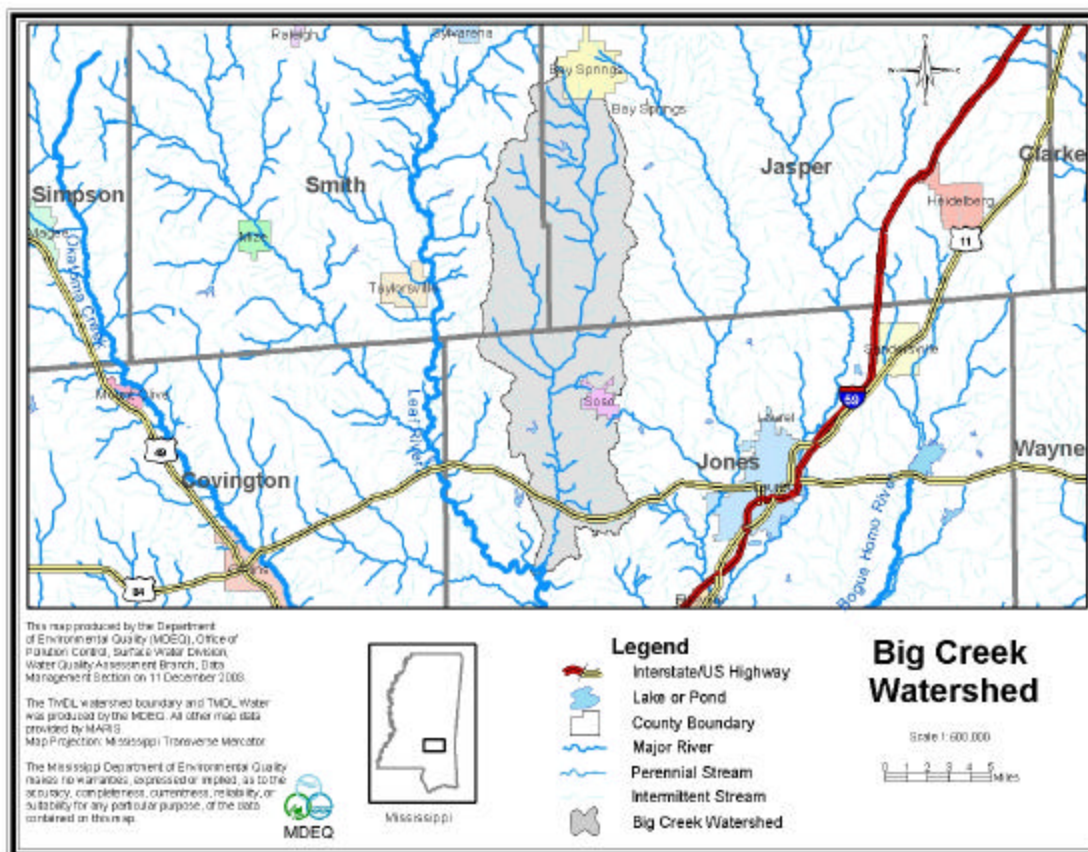 Raleigh
Sylvarena
Bay Springs
Bay Springs
Simpson
Smith
Jasper
Clarke
Heidelberg
Magee
Mize
11
Okatoma Creek
Taylorsville
Sandersville
Mount Olive
Leaf River
Soso
59
Laurel
49
Covington
Jones
Wayne
Bogue Homo River
84
This map produced by the Department
of Environmental Quality (MDEQ), Office of
Pollution Control, Surface Water Division,
Water Quality Assessment Branch, Data
Management Section on 11 December 2003.
The TMDL watershed boundary and TMDL Water
was produced by the MDEQ. All other map data
provided by MARIS.
Map Projection: Mississippi Transverse Mercator
The Mississippi Department of Environmental Quality
makes no warranties, expressed or implied, as to the
accuracy, completeness, currentness, reliability, or
suitability for any particular purpose, of the data
contained on this map.
MDEQ
Mississippi
Legend
Interstate/US Highway
Lake or Pond
County Boundary
Major River
Perennial Stream
Intermittent Stream
Big Creek Watershed
Big Creek
Watershed
Scale 1:600,000
0 1 2 3 4 5
Miles